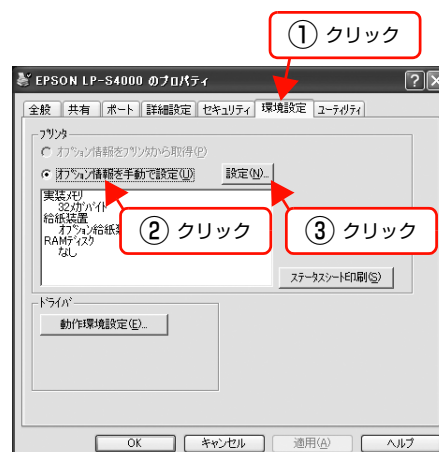 ① クリック
EPSON LP-S4000 のプロパティ
全般 共有 ポート 詳細設定 セキュリティ 環境設定 ユーティリティ
プリンタ
オプション情報をプリンタから取得(P)
オプション情報を手動で設定(U) 設定(N)...
実装メモリ
32メガバイト
給紙装置
オプション給紙
RAMディスク
なし
② クリック
③ クリック
ステータスシート印刷(S)
ドライバ
動作環境設定(E)...
OK キャンセル 適用(A) ヘルプ